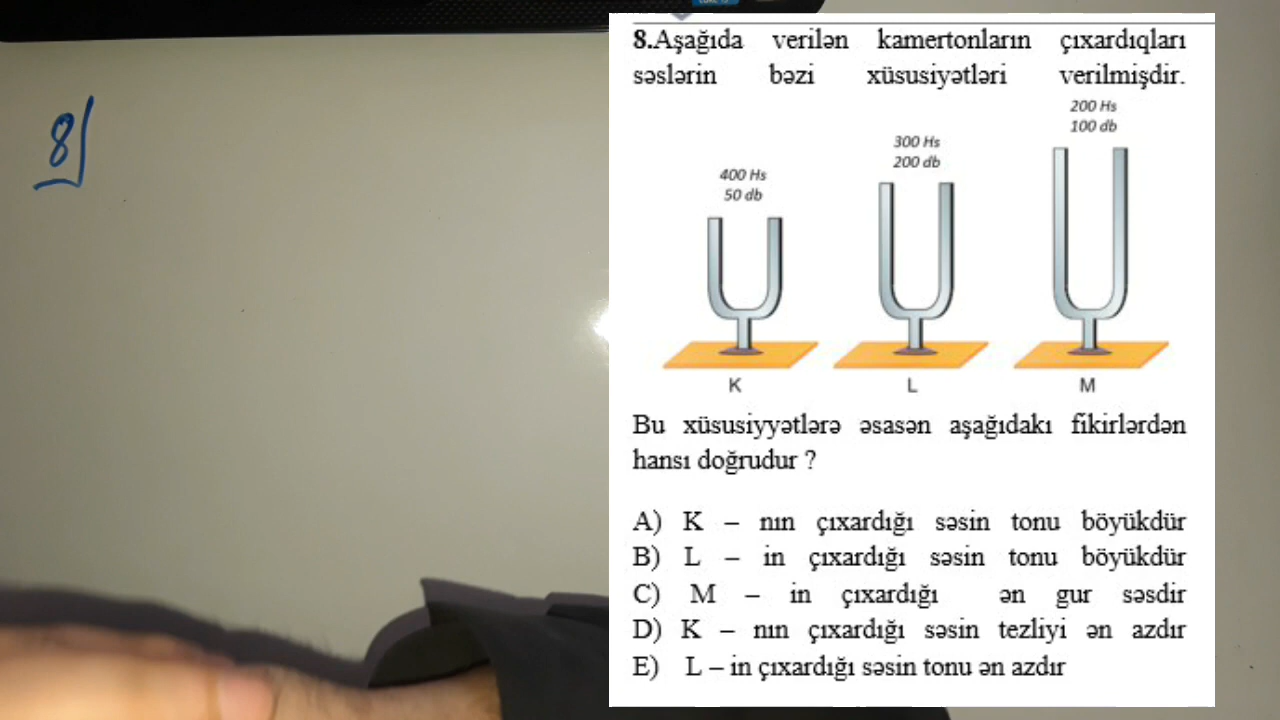 8
8.Aşağıda verilən kamertonların çıxardıqları
səslərin bəzi xüsusiyətləri verilmişdir.
400 Hs
50 db
300 Hs
200 db
200 Hs
100 db
K
L
M
Bu xüsusiyyətlərə əsasən aşağıdakı fikirlərdən
hansı doğrudur ?
A) K – nın çıxardığı səsin tonu böyükdür
B) L – in çıxardığı səsin tonu böyükdür
C) M – in çıxardığı ən gur səsdir
D) K – nın çıxardığı səsin tezliyi ən azdır
E) L – in çıxardığı səsin tonu ən azdır